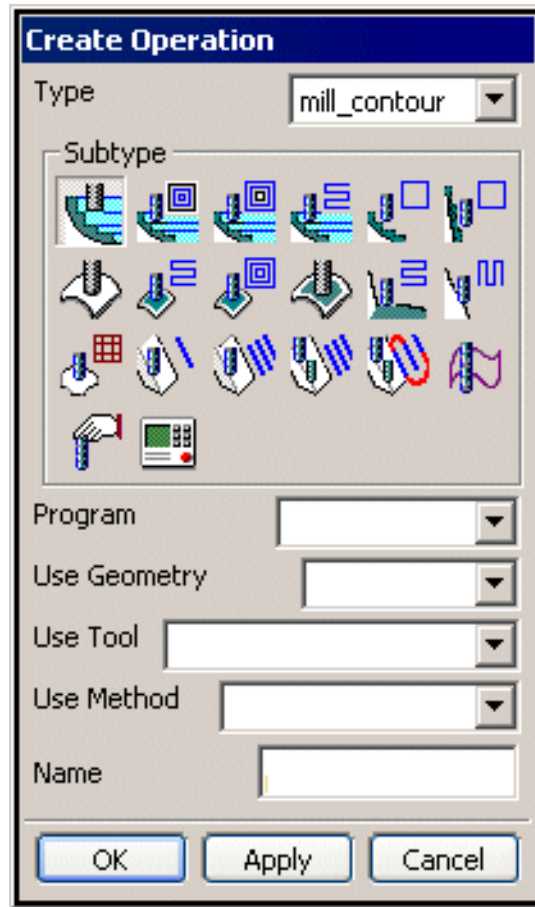 Create Operation
Type
mill_contour
Subtype
Program
Use Geometry
Use Tool
Use Method
Name
OK Apply Cancel